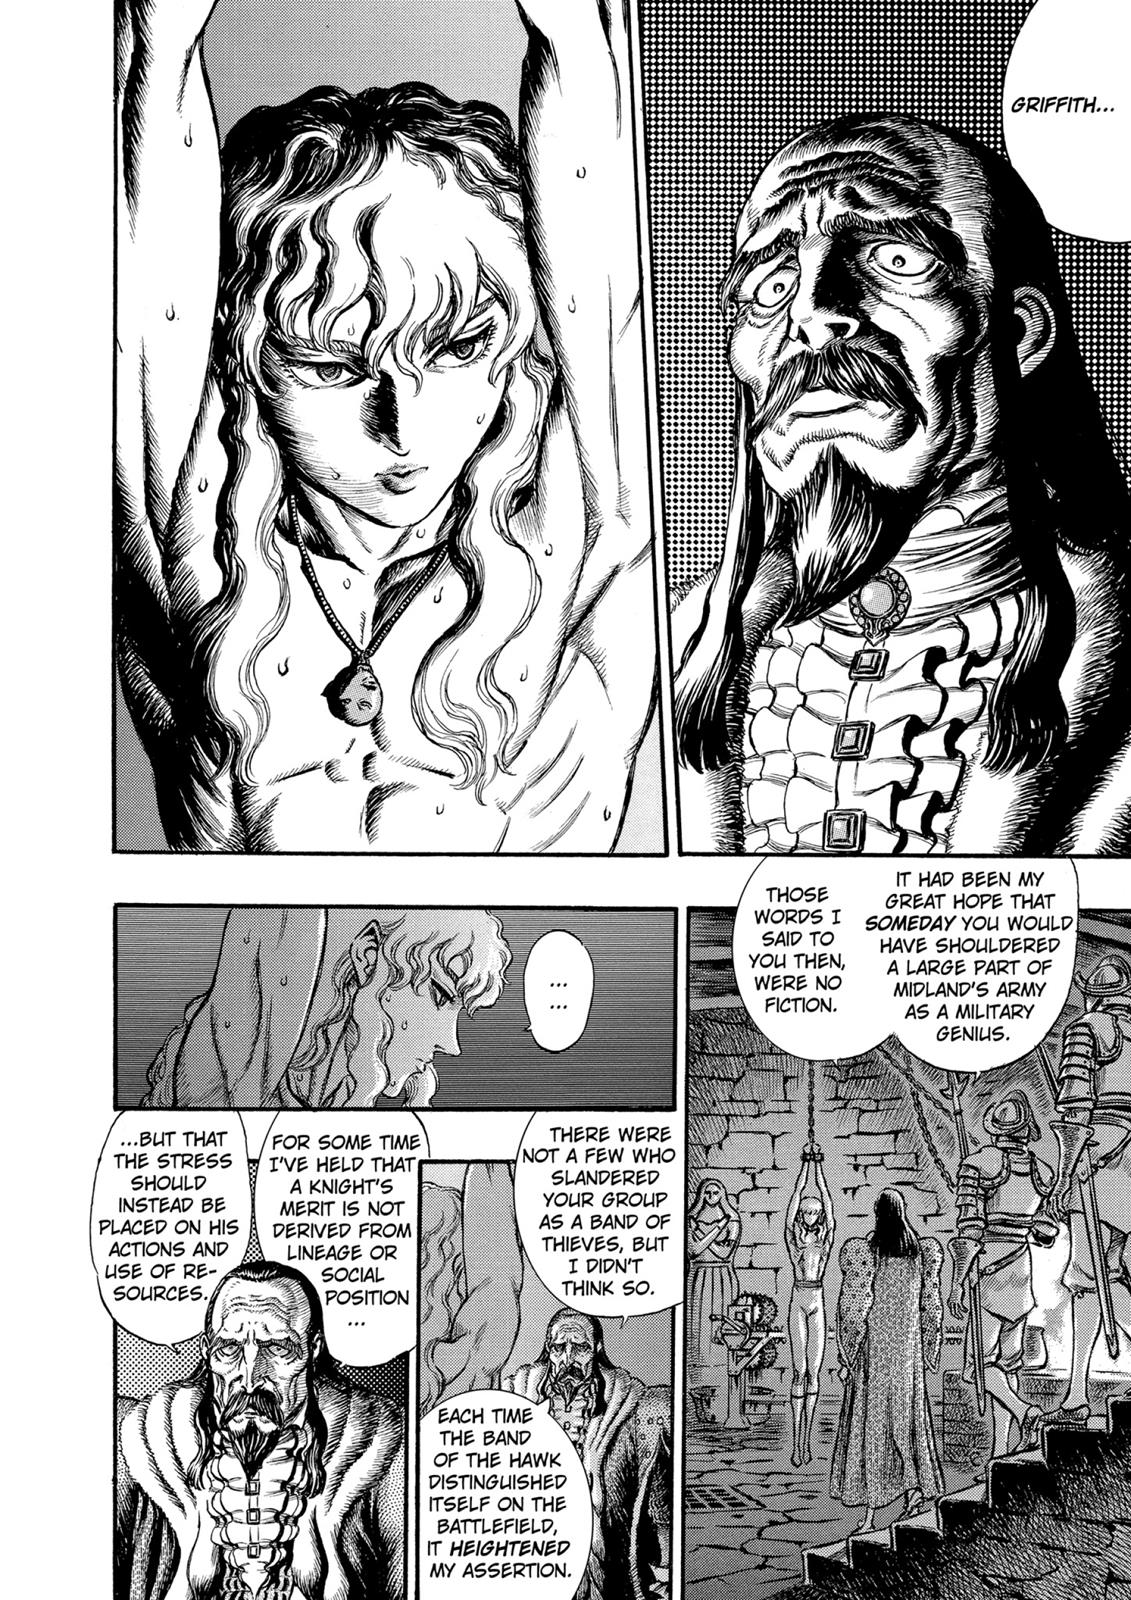 GRIFFITH...
IT HAD BEEN MY
GREAT HOPE THAT
SOMEDAY YOU WOULD
HAVE SHOULDERED
A LARGE PART OF
MIDLAND'S ARMY
AS A MILITARY
GENIUS.
THOSE
WORDS I
SAID TO
YOU THEN,
WERE NO
FICTION.
...
...
THERE WERE
NOT A FEW WHO
SLANDERED
YOUR GROUP
AS A BAND OF
THIEVES, BUT
I DIDN'T
THINK SO.
EACH TIME
THE BAND
OF THE HAWK
DISTINGUISHED
ITSELF ON THE
BATTLEFIELD,
IT HEIGHTENED
MY ASSERTION.
FOR SOME TIME
I'VE HELD THAT
A KNIGHT'S
MERIT IS NOT
DERIVED FROM
LINEAGE OR
SOCIAL
POSITION
...
...BUT THAT
THE STRESS
SHOULD
INSTEAD BE
PLACED ON HIS
ACTIONS AND
USE OF RE-
SOURCES.